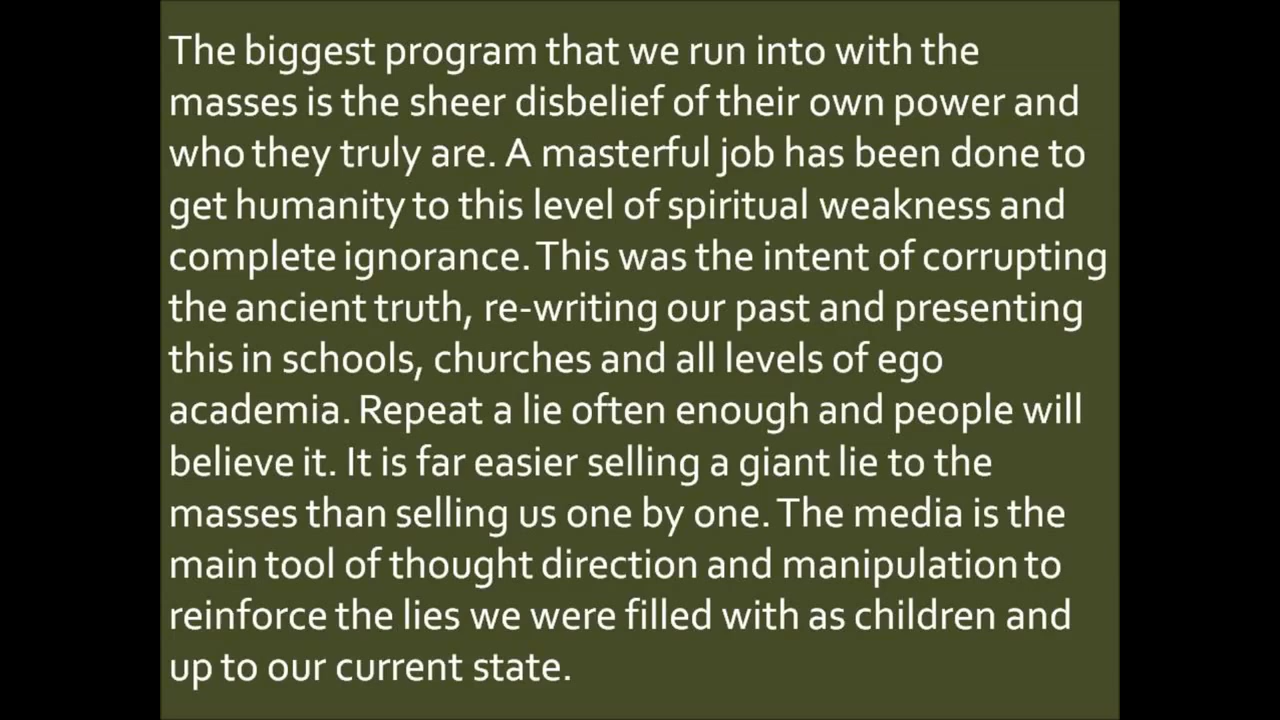 The biggest program that we run into with the
masses is the sheer disbelief of their own power and
who they truly are. A masterful job has been done to
get humanity to this level of spiritual weakness and
complete ignorance. This was the intent of corrupting
the ancient truth, re-writing our past and presenting
this in schools, churches and all levels of ego
academia. Repeat a lie often enough and people will
believe it. It is far easier selling a giant lie to the
masses than selling us one by one. The media is the
main tool of thought direction and manipulation to
reinforce the lies we were filled with as children and
up to our current state.